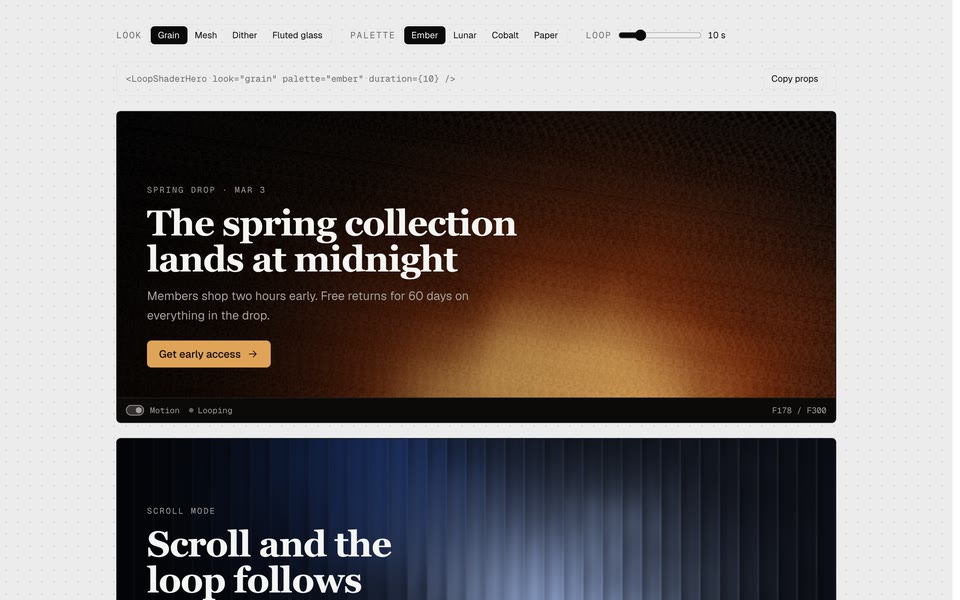 LOOK Grain Mesh Dither Fluted glass PALETTE Ember Lunar Cobalt Paper LOOP 10 s
<LoopShaderHero look="grain" palette="ember" duration={10} /> Copy props
SPRING DROP · MAR 3
The spring collection
lands at midnight
Members shop two hours early. Free returns for 60 days on
everything in the drop.
Get early access →
Motion Looping F178 / F300
SCROLL MODE
Scroll and the
loop follows